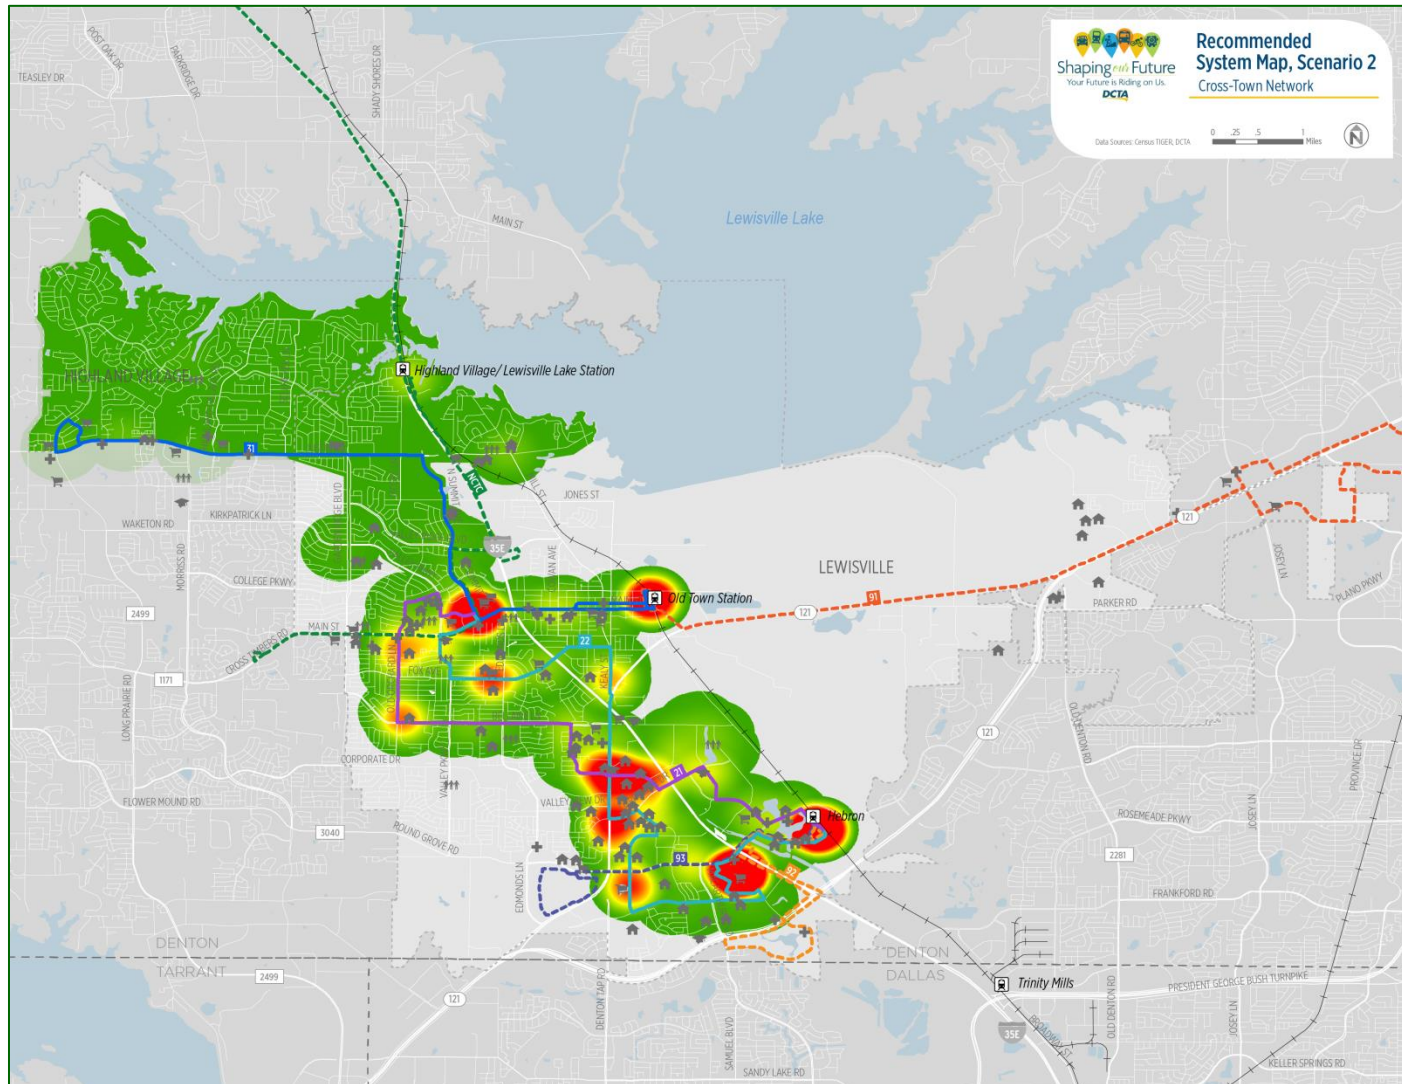 Shaping our Future
Your Future is Riding on Us.
DCTA
Recommended
System Map, Scenario 2
Cross-Town Network
Data Sources: Census TIGER, DCTA
0 .25 .5 1
Miles
N
POST OAK DR
PARKRIDGE DR
SHADY SHORES DR
TEASLEY DR
MAIN ST
Lewisville Lake
Highland Village/ Lewisville Lake Station
HIGHLAND VILLAGE
31
NCTC
JONES ST
KIRKPATRICK LN
WAKETON RD
MORRISS RD
COLLEGE PKWY
35E
2499
MAIN ST
CROSS TIMBERS RD
1171
LONG PRAIRIE RD
FOX AVE
22
Old Town Station
LEWISVILLE
91
121
121
JOSEY LN
PLANO PKWY
PARKER RD
121
OLD DENTON RD
PROVINCE DR
CORPORATE DR
FLOWER MOUND RD
3040
ROUND GROVE RD
EDMONDS LN
21
Hebron
93
92
ROSEMEADE PKWY
JOSEY LN
2281
FRANKFORD RD
DENTON
TARRANT
2499
121
DENTON TAP RD
DENTON
DALLAS
Trinity Mills
PRESIDENT GEORGE BUSH TURNPIKE
35E
BROADWAY ST
OLD DENTON RD
JOSEY LN
SAMUEL BLVD
SANDY LAKE RD
KELLER SPRINGS RD